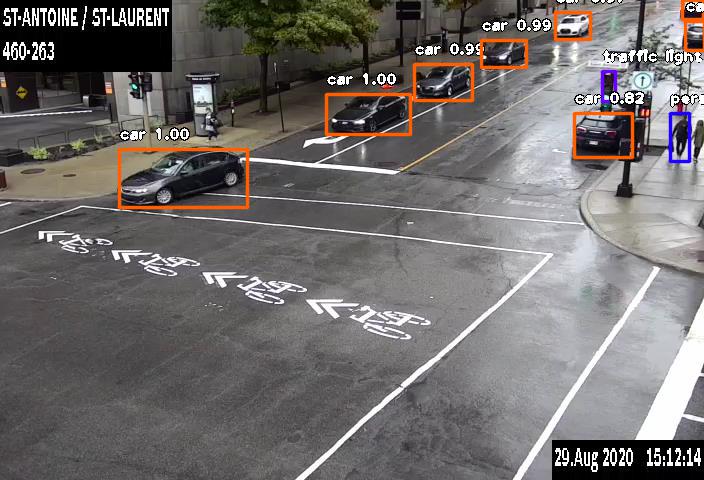 ST-ANTOINE / ST-LAURENT
460-263
car 0.99
car 0.99
car 1.00
traffic light
car 0.82
car 1.00
29.Aug 2020 15:12:14